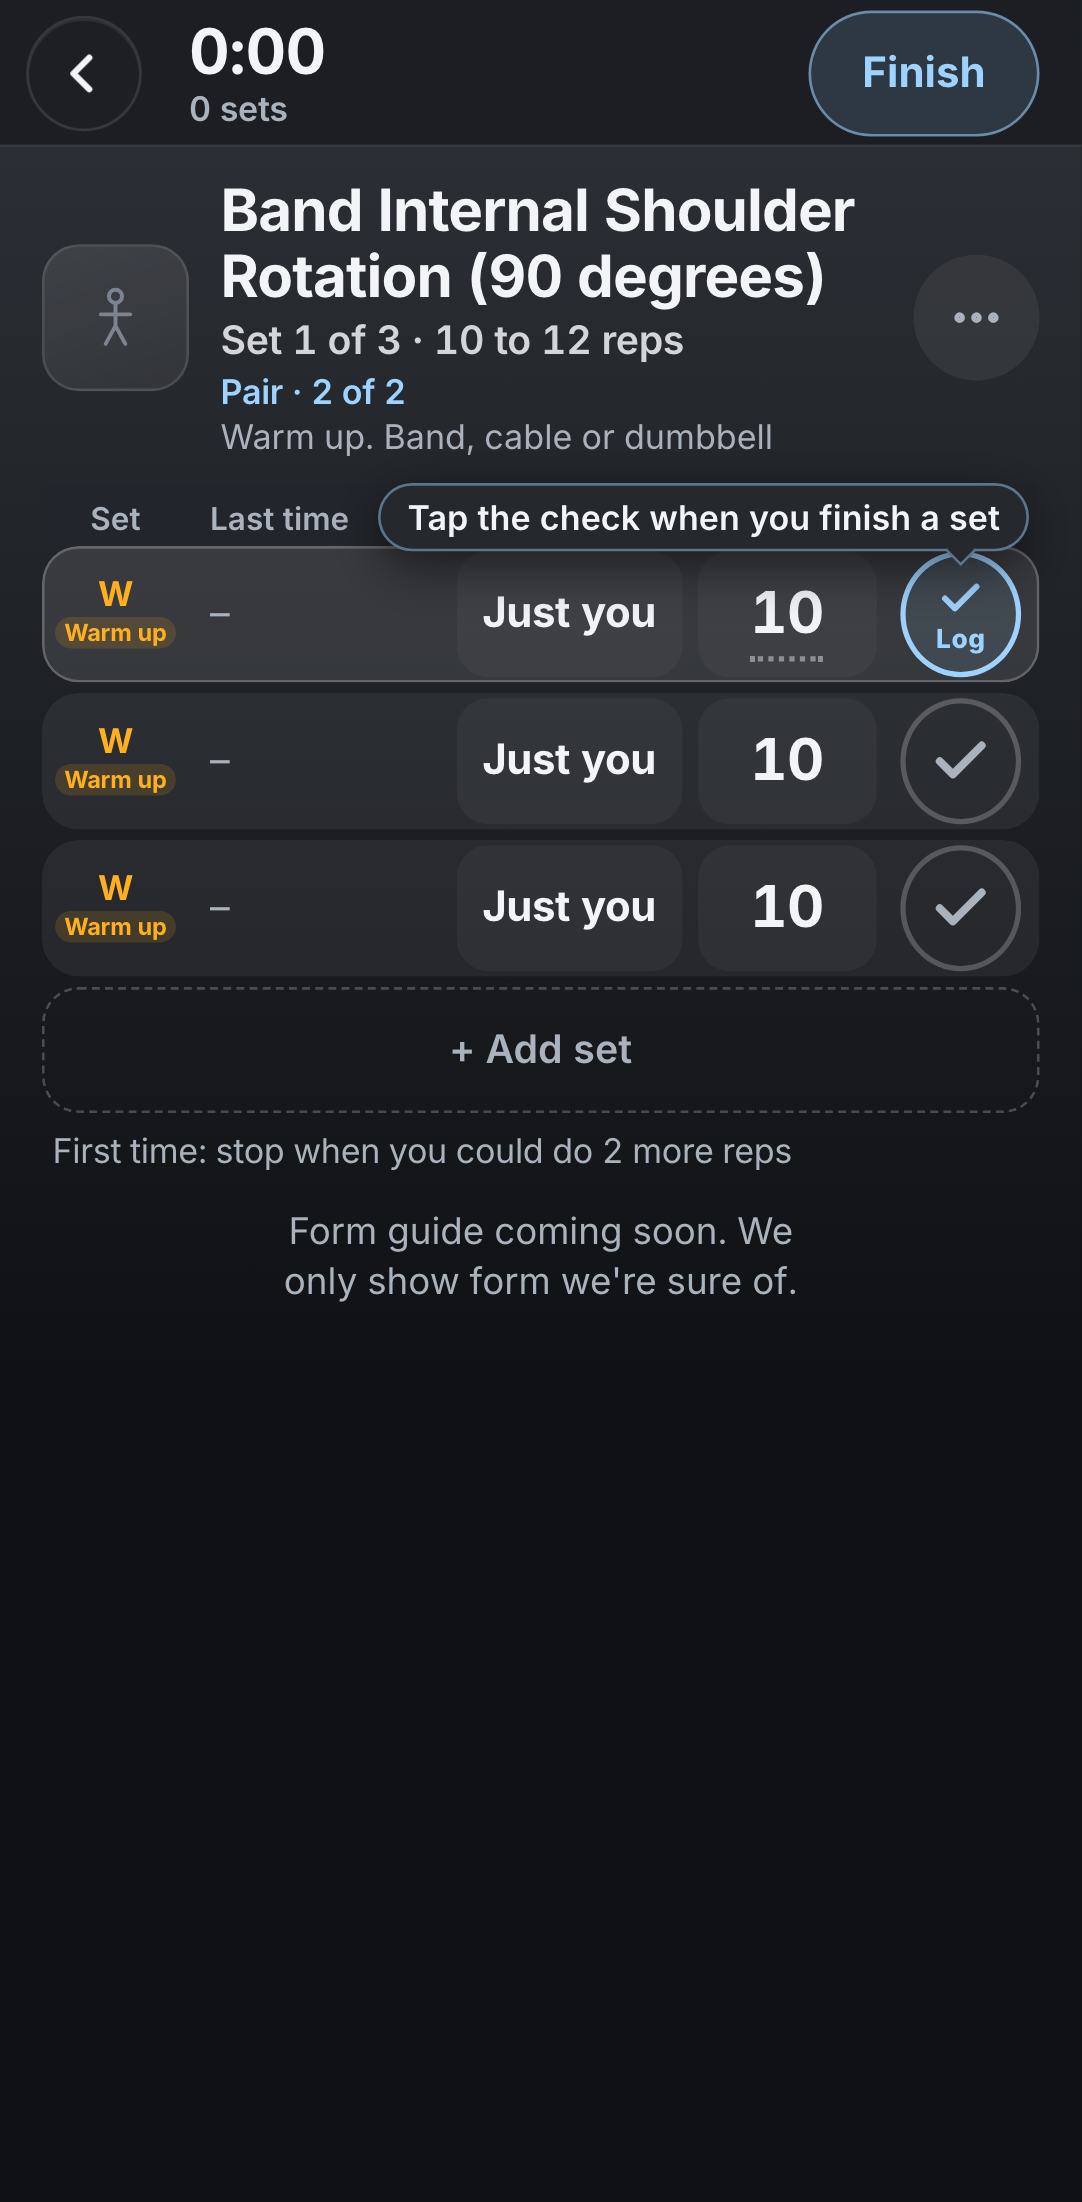 0:00
0 sets
Finish
Band Internal Shoulder
Rotation (90 degrees)
Set 1 of 3 · 10 to 12 reps
Pair · 2 of 2
Warm up. Band, cable or dumbbell
Set Last time Tap the check when you finish a set
W
Warm up
–
Just you
10
Log
W
Warm up
–
Just you
10
W
Warm up
–
Just you
10
+ Add set
First time: stop when you could do 2 more reps
Form guide coming soon. We
only show form we're sure of.